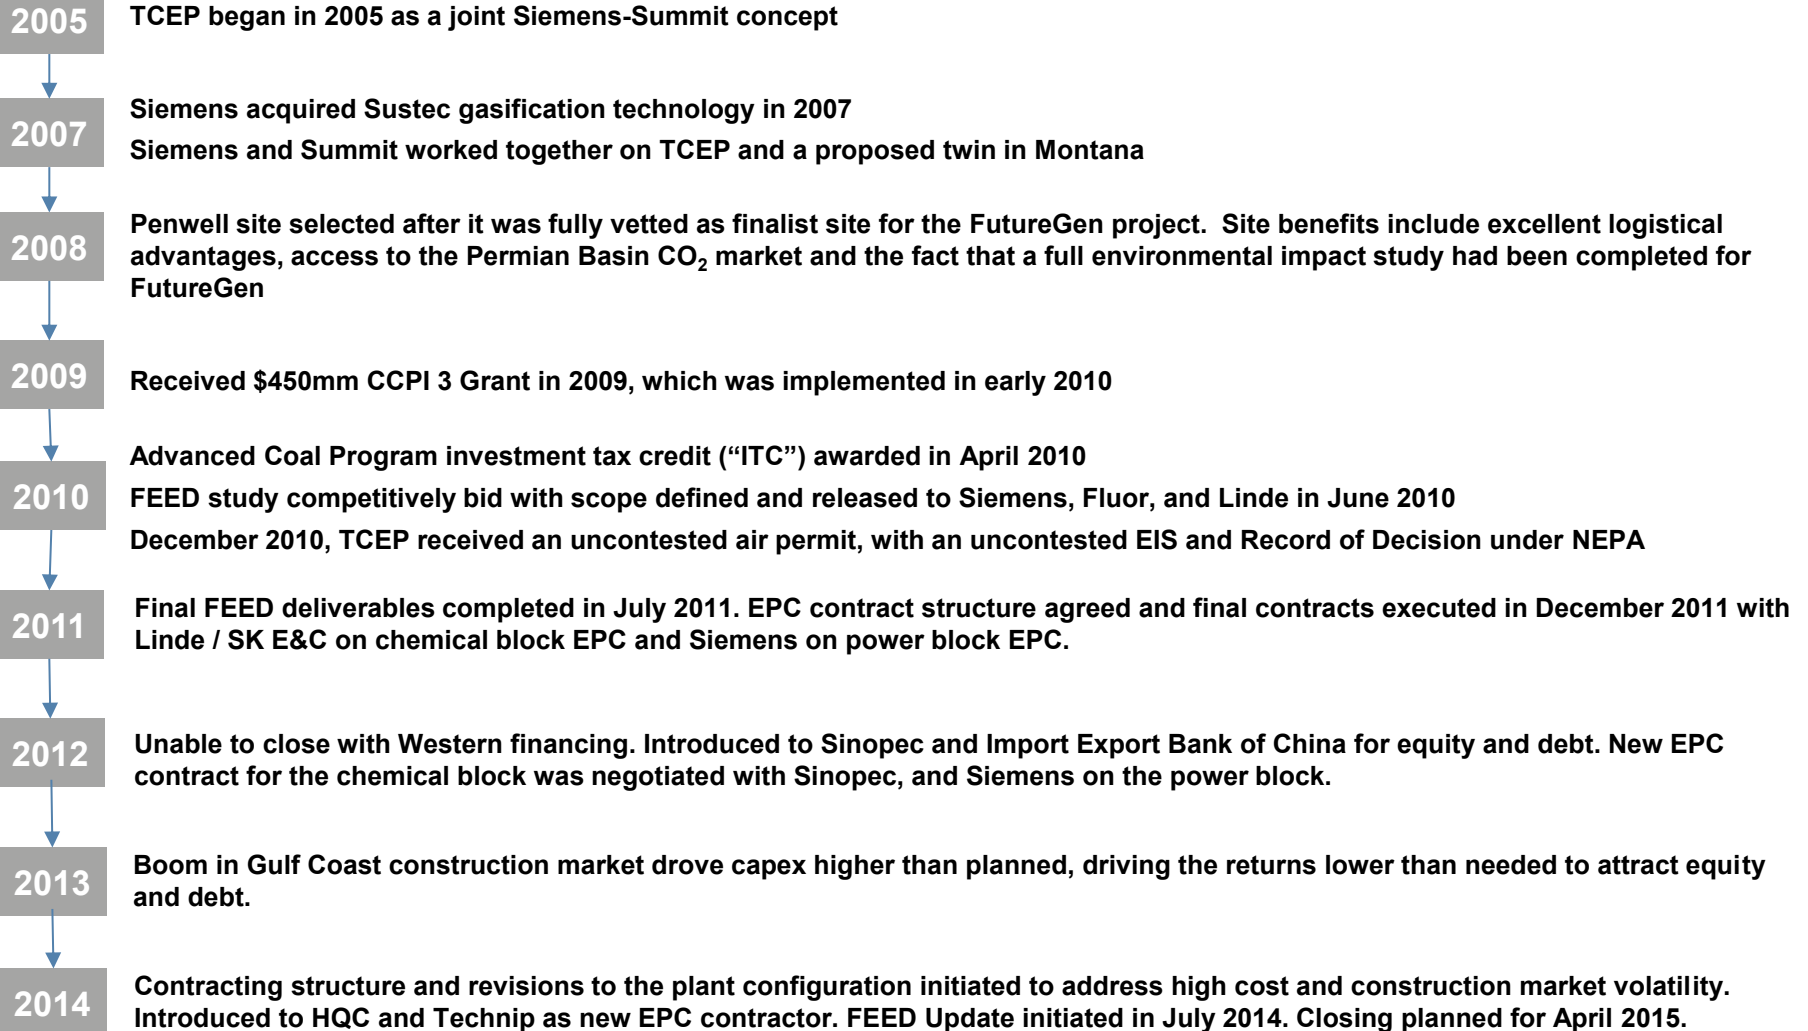 2005
TCEP began in 2005 as a joint Siemens-Summit concept
2007
Siemens acquired Sustec gasification technology in 2007
Siemens and Summit worked together on TCEP and a proposed twin in Montana
2008
Penwell site selected after it was fully vetted as finalist site for the FutureGen project.  Site benefits include excellent logistical
advantages, access to the Permian Basin CO₂ market and the fact that a full environmental impact study had been completed for
FutureGen
2009
Received $450mm CCPI 3 Grant in 2009, which was implemented in early 2010
2010
Advanced Coal Program investment tax credit (“ITC”) awarded in April 2010
FEED study competitively bid with scope defined and released to Siemens, Fluor, and Linde in June 2010
December 2010, TCEP received an uncontested air permit, with an uncontested EIS and Record of Decision under NEPA
2011
Final FEED deliverables completed in July 2011. EPC contract structure agreed and final contracts executed in December 2011 with
Linde / SK E&C on chemical block EPC and Siemens on power block EPC.
2012
Unable to close with Western financing. Introduced to Sinopec and Import Export Bank of China for equity and debt. New EPC
contract for the chemical block was negotiated with Sinopec, and Siemens on the power block.
2013
Boom in Gulf Coast construction market drove capex higher than planned, driving the returns lower than needed to attract equity
and debt.
2014
Contracting structure and revisions to the plant configuration initiated to address high cost and construction market volatility.
Introduced to HQC and Technip as new EPC contractor. FEED Update initiated in July 2014. Closing planned for April 2015.